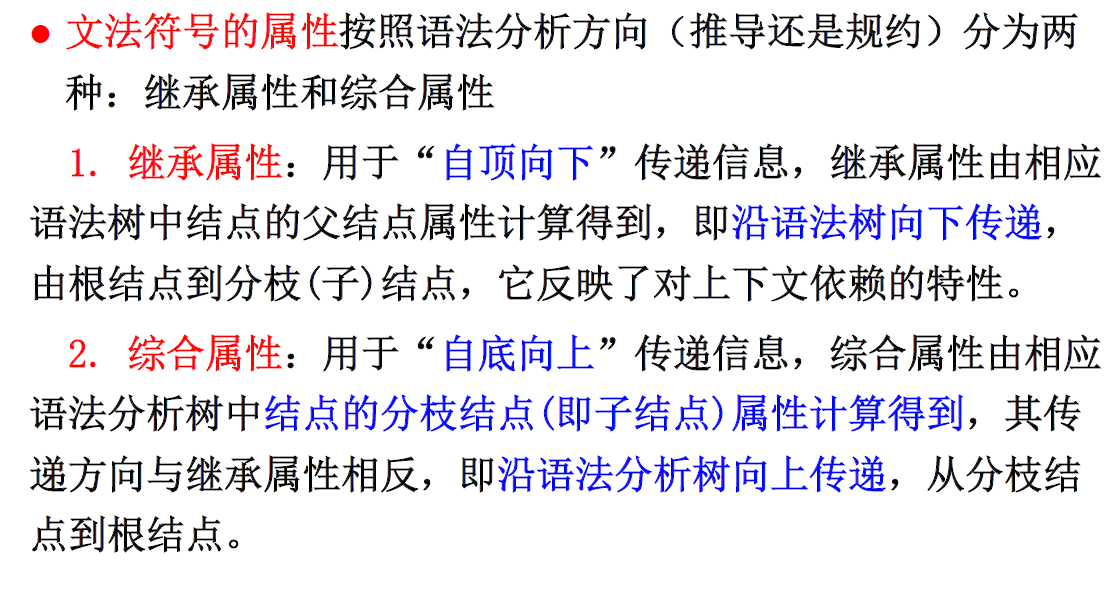 ● 文法符号的属性按照语法分析方向（推导还是规约）分为两
种：继承属性和综合属性
1. 继承属性：用于“自顶向下”传递信息，继承属性由相应
语法树中结点的父结点属性计算得到，即沿语法树向下传递，
由根结点到分枝(子)结点，它反映了对上下文依赖的特性。
2. 综合属性：用于“自底向上”传递信息，综合属性由相应
语法分析树中结点的分枝结点(即子结点)属性计算得到，其传
递方向与继承属性相反，即沿语法分析树向上传递，从分枝结
点到根结点。